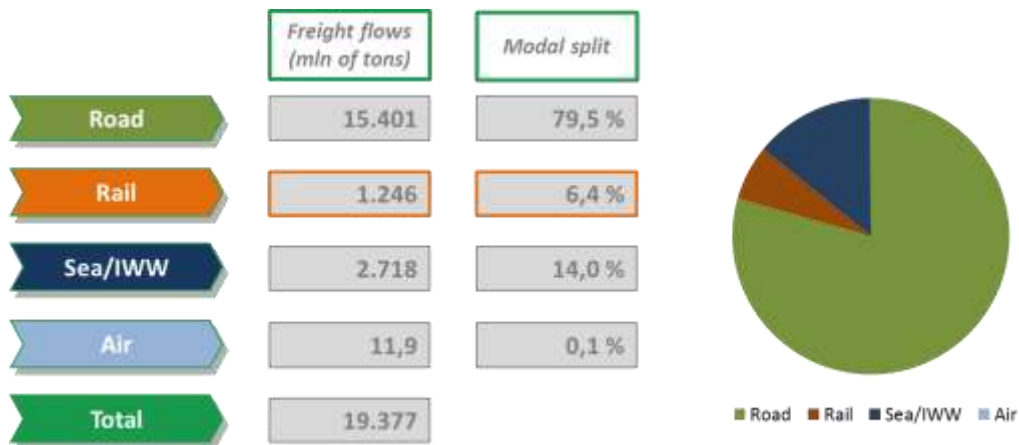 Freight flows
(mln of tons)
Modal split
Road
15.401
79,5 %
Rail
1.246
6,4 %
Sea/IWW
2.718
14,0 %
Air
11,9
0,1 %
Total
19.377
Road Rail Sea/IWW Air